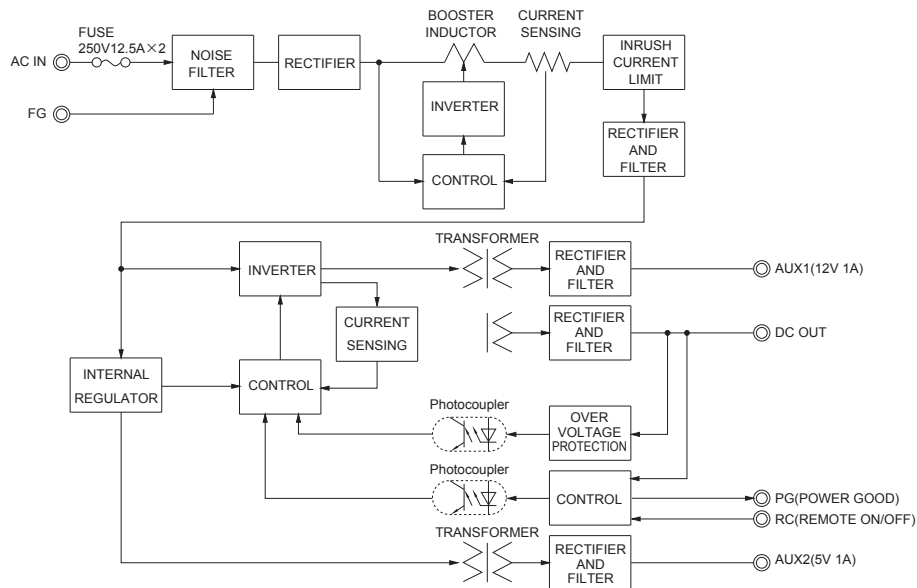 FUSE
250V12.5A×2
AC IN
FG
NOISE
FILTER
RECTIFIER
BOOSTER
INDUCTOR
CURRENT
SENSING
INRUSH
CURRENT
LIMIT
INVERTER
CONTROL
RECTIFIER
AND
FILTER
TRANSFORMER
INVERTER
RECTIFIER
AND
FILTER
AUX1(12V 1A)
CURRENT
SENSING
RECTIFIER
AND
FILTER
DC OUT
INTERNAL
REGULATOR
CONTROL
Photocoupler
OVER
VOLTAGE
PROTECTION
Photocoupler
CONTROL
PG(POWER GOOD)
RC(REMOTE ON/OFF)
TRANSFORMER
RECTIFIER
AND
FILTER
AUX2(5V 1A)